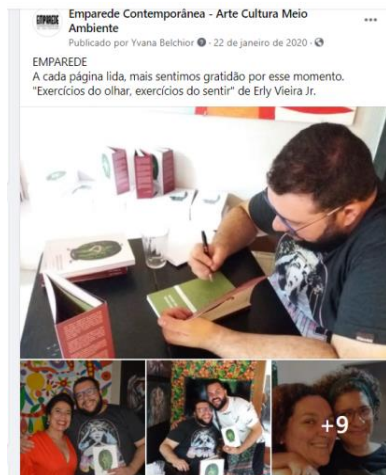 EMPAREDE
Emparede Contemporânea - Arte Cultura Meio
Ambiente
Publicado por Yvana Belchior · 22 de janeiro de 2020 ·
EMPAREDE
A cada página lida, mais sentimos gratidão por esse momento.
"Exercícios do olhar, exercícios do sentir" de Erly Vieira Jr.
+9